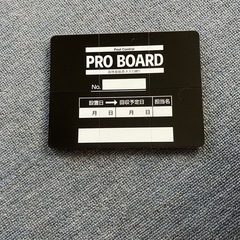 Pest Control
PRO BOARD
No.
設置日 → 回収予定日 担当名
月 日 月 日